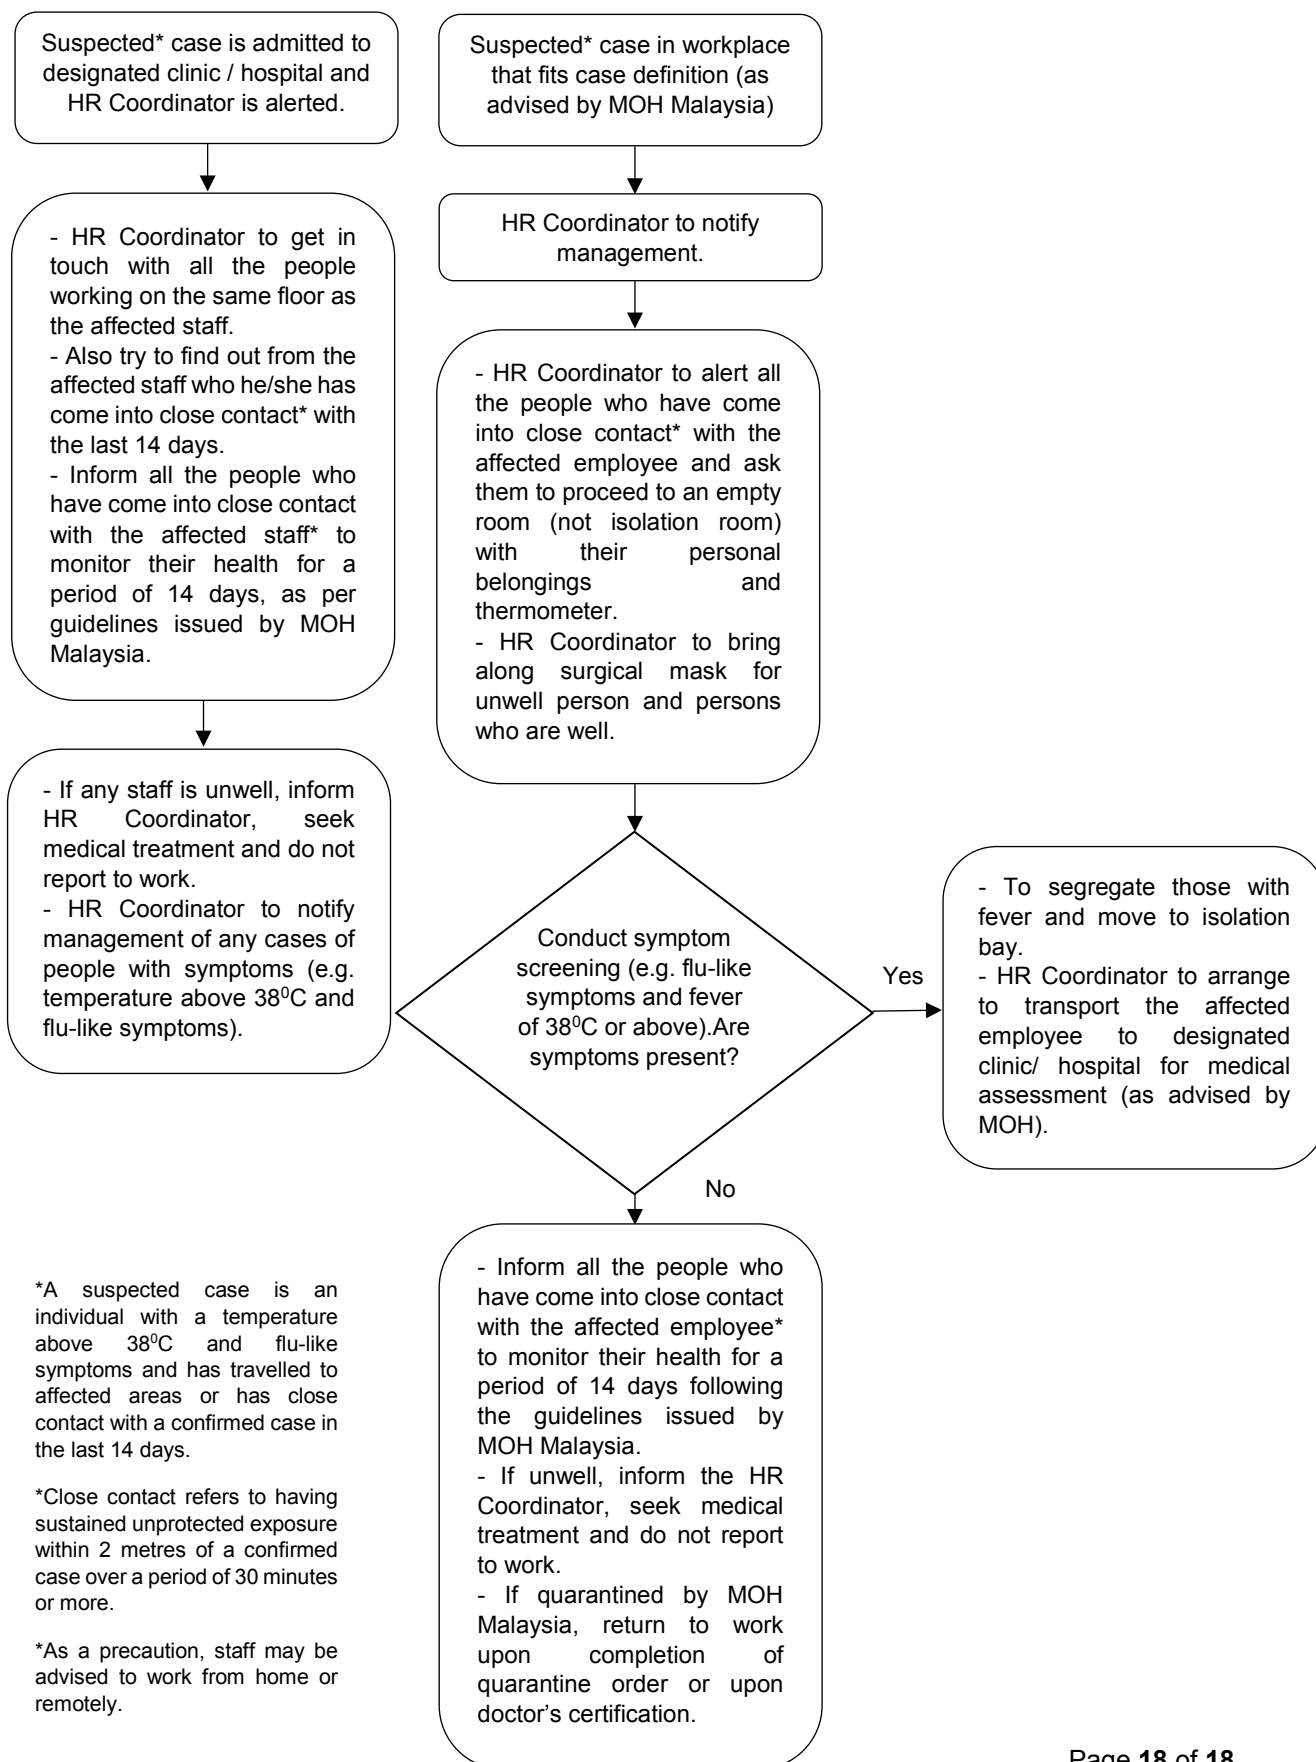 Suspected* case is admitted to
designated clinic / hospital and
HR Coordinator is alerted.
- HR Coordinator to get in
touch with all the people
working on the same floor as
the affected staff.
- Also try to find out from the
affected staff who he/she has
come into close contact* with
the last 14 days.
- Inform all the people who
have come into close contact
with the affected staff* to
monitor their health for a
period of 14 days, as per
guidelines issued by MOH
Malaysia.
- If any staff is unwell, inform
HR Coordinator, seek
medical treatment and do not
report to work.
- HR Coordinator to notify
management of any cases of
people with symptoms (e.g.
temperature above 38⁰C and
flu-like symptoms).
Suspected* case in workplace
that fits case definition (as
advised by MOH Malaysia)
HR Coordinator to notify
management.
- HR Coordinator to alert all
the people who have come
into close contact* with the
affected employee and ask
them to proceed to an empty
room (not isolation room)
with their personal
belongings and
thermometer.
- HR Coordinator to bring
along surgical mask for
unwell person and persons
who are well.
Conduct symptom
screening (e.g. flu-like
symptoms and fever
of 38⁰C or above).Are
symptoms present?
Yes
- To segregate those with
fever and move to isolation
bay.
- HR Coordinator to arrange
to transport the affected
employee to designated
clinic/ hospital for medical
assessment (as advised by
MOH).
No
- Inform all the people who
have come into close contact
with the affected employee*
to monitor their health for a
period of 14 days following
the guidelines issued by
MOH Malaysia.
- If unwell, inform the HR
Coordinator, seek medical
treatment and do not report
to work.
- If quarantined by MOH
Malaysia, return to work
upon completion of
quarantine order or upon
doctor’s certification.
*A suspected case is an
individual with a temperature
above 38⁰C and flu-like
symptoms and has travelled to
affected areas or has close
contact with a confirmed case in
the last 14 days.
*Close contact refers to having
sustained unprotected exposure
within 2 metres of a confirmed
case over a period of 30 minutes
or more.
*As a precaution, staff may be
advised to work from home or
remotely.
Page 18 of 18